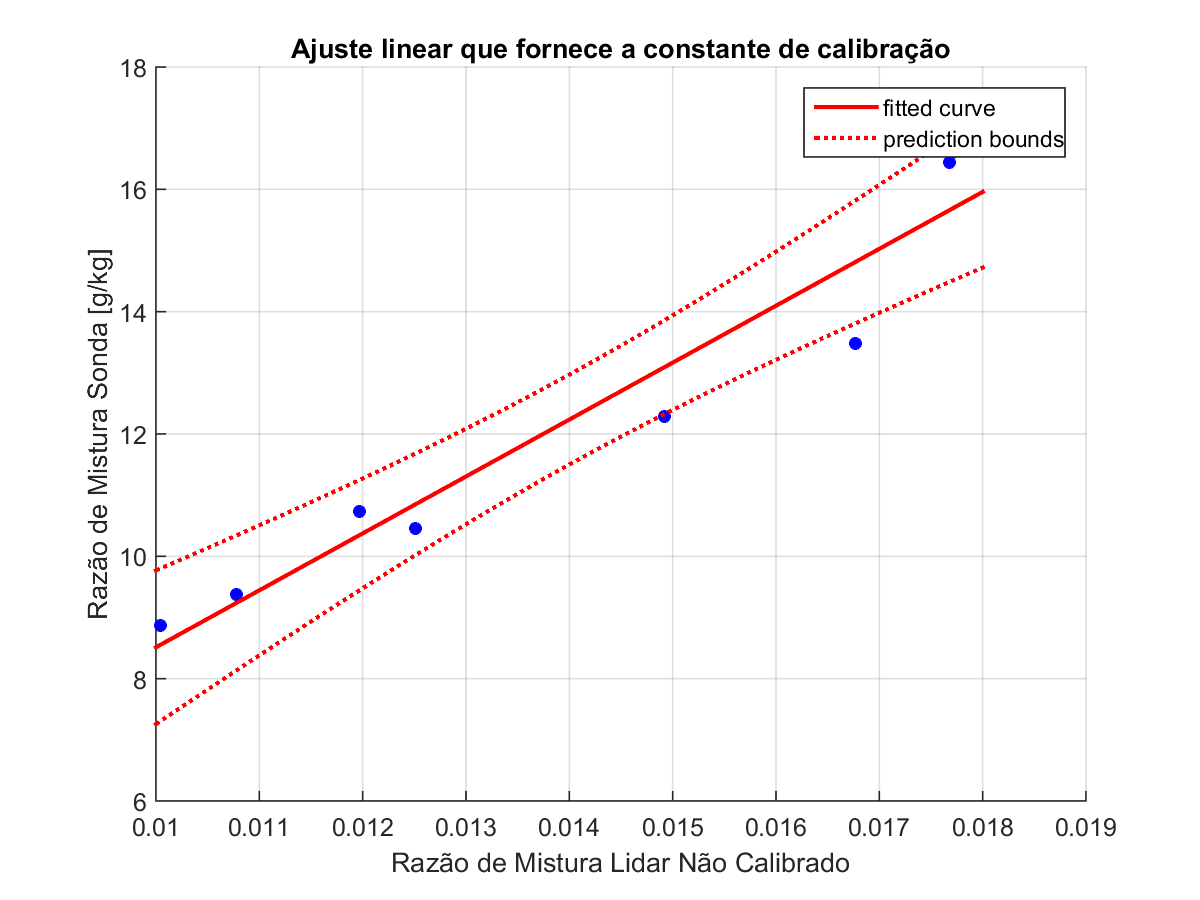 Ajuste linear que fornece a constante de calibração
fitted curve
prediction bounds
18
16
14
12
10
8
6
Razão de Mistura Sonda [g/kg]
0.01 0.011 0.012 0.013 0.014 0.015 0.016 0.017 0.018 0.019
Razão de Mistura Lidar Não Calibrado